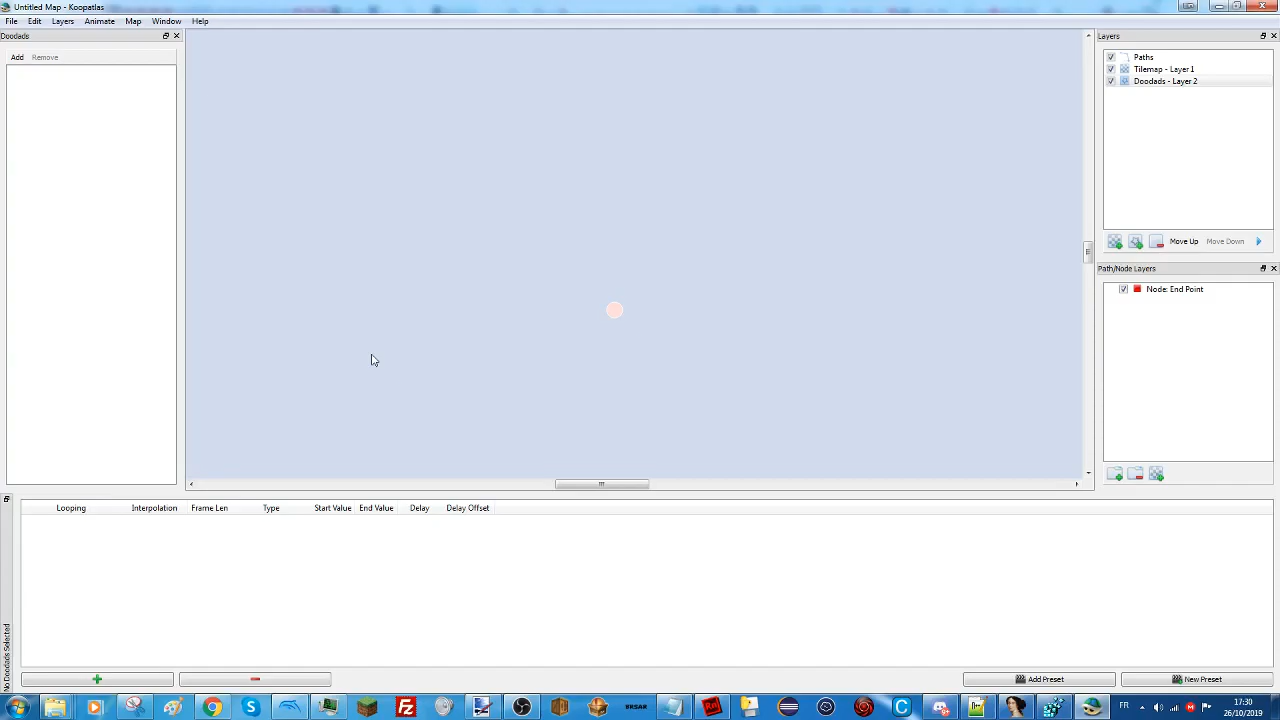 Untitled Map - Koopatlas
File Edit Layers Animate Map Window Help
Doodads
Add Remove
Layers
Paths
Tilemap - Layer 1
Doodads - Layer 2
Move Up Move Down
Path/Node Layers
Node: End Point
No Doodads Selected
Looping Interpolation Frame Len Type Start Value End Value Delay Delay Offset
Add Preset New Preset
FR
17:30
26/10/2019